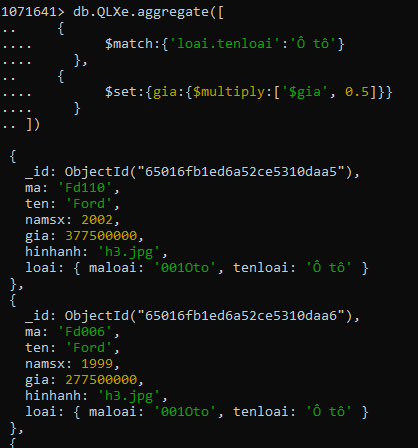 1071641> db.QLXe.aggregate([
..     {
....         $match:{'loai.tenloai':'Ô tô'}
....     },
..     {
....         $set:{gia:{$multiply:['$gia', 0.5]}}
....     }
.. ])
{
_id: ObjectId("65016fb1ed6a52ce5310daa5"),
ma: 'Fd110',
ten: 'Ford',
namsx: 2002,
gia: 377500000,
hinhanh: 'h3.jpg',
loai: { maloai: '001Oto', tenloai: 'Ô tô' }
},
{
_id: ObjectId("65016fb1ed6a52ce5310daa6"),
ma: 'Fd006',
ten: 'Ford',
namsx: 1999,
gia: 277500000,
hinhanh: 'h3.jpg',
loai: { maloai: '001Oto', tenloai: 'Ô tô' }
},
{